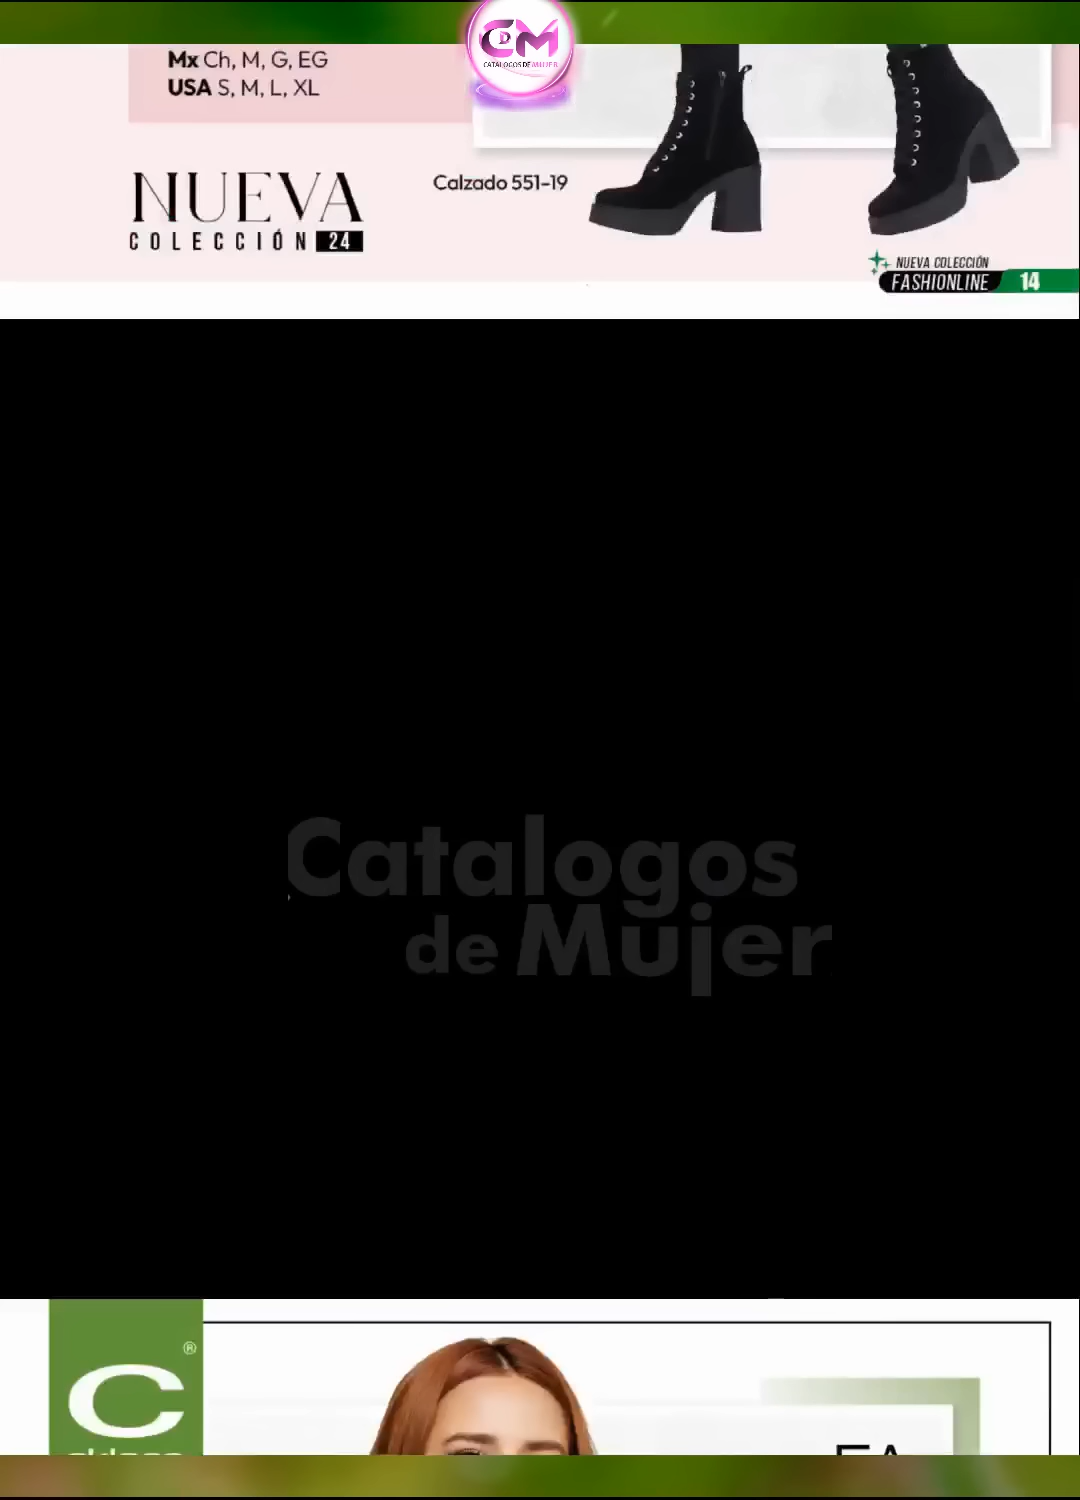 CDM
CATALOGOS DE MUJER
Mx Ch, M, G, EG
USA S, M, L, XL
Calzado 551-19
NUEVA
COLECCIÓN 24
NUEVA COLECCIÓN
FASHIONLINE 14
Catalogos
de Mujer
C ®